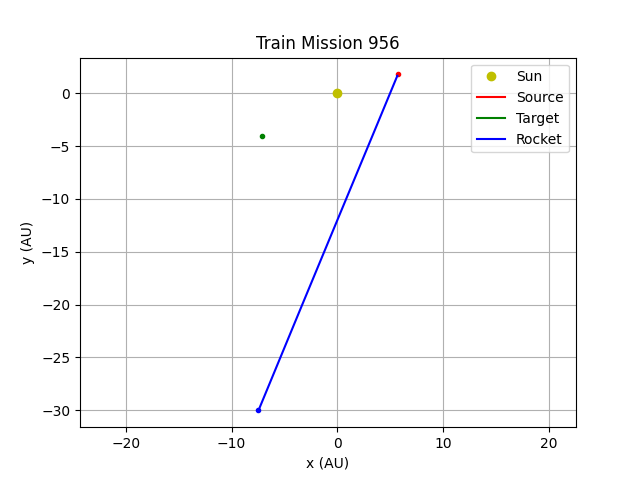 Train Mission 956
Sun
Source
Target
Rocket
0
−5
−10
−15
−20
−25
−30
y (AU)
−20
−10
0
10
20
x (AU)